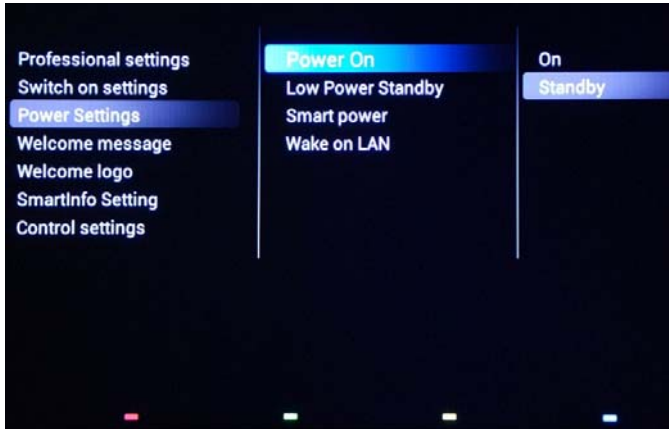 Professional settings
Switch on settings
Power Settings
Welcome message
Welcome logo
SmartInfo Setting
Control settings
Power On
Low Power Standby
Smart power
Wake on LAN
On
Standby